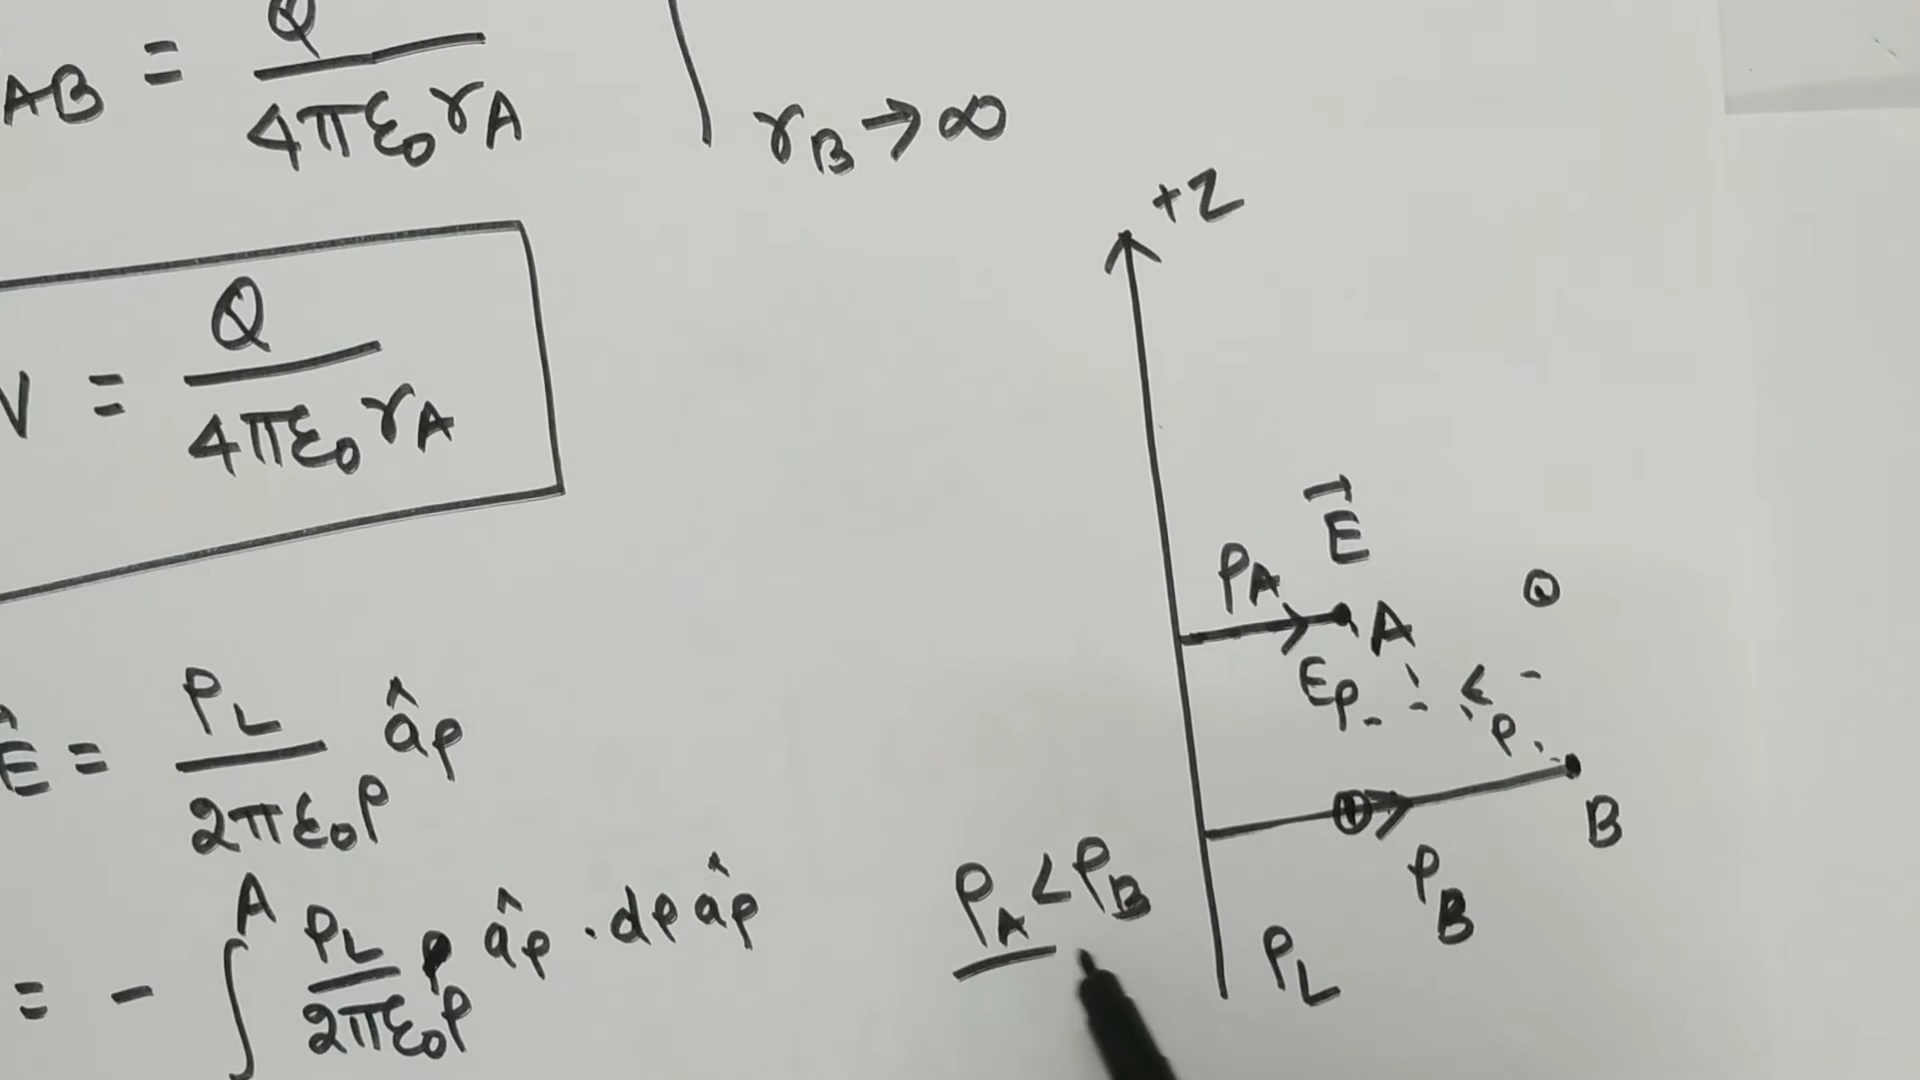 AB = Q / 4πε₀r_A | r_B → ∞
V = Q / 4πε₀r_A
+Z
E⃗
ρ_A
A
Q
E_ρ
ρ
B
ρ_B
ρ_L
ρ_A < ρ_B
E = ρ_L / 2πε₀ρ â_ρ
= - ∫ A ρ_L / 2πε₀ρ â_ρ . dρ â_ρ